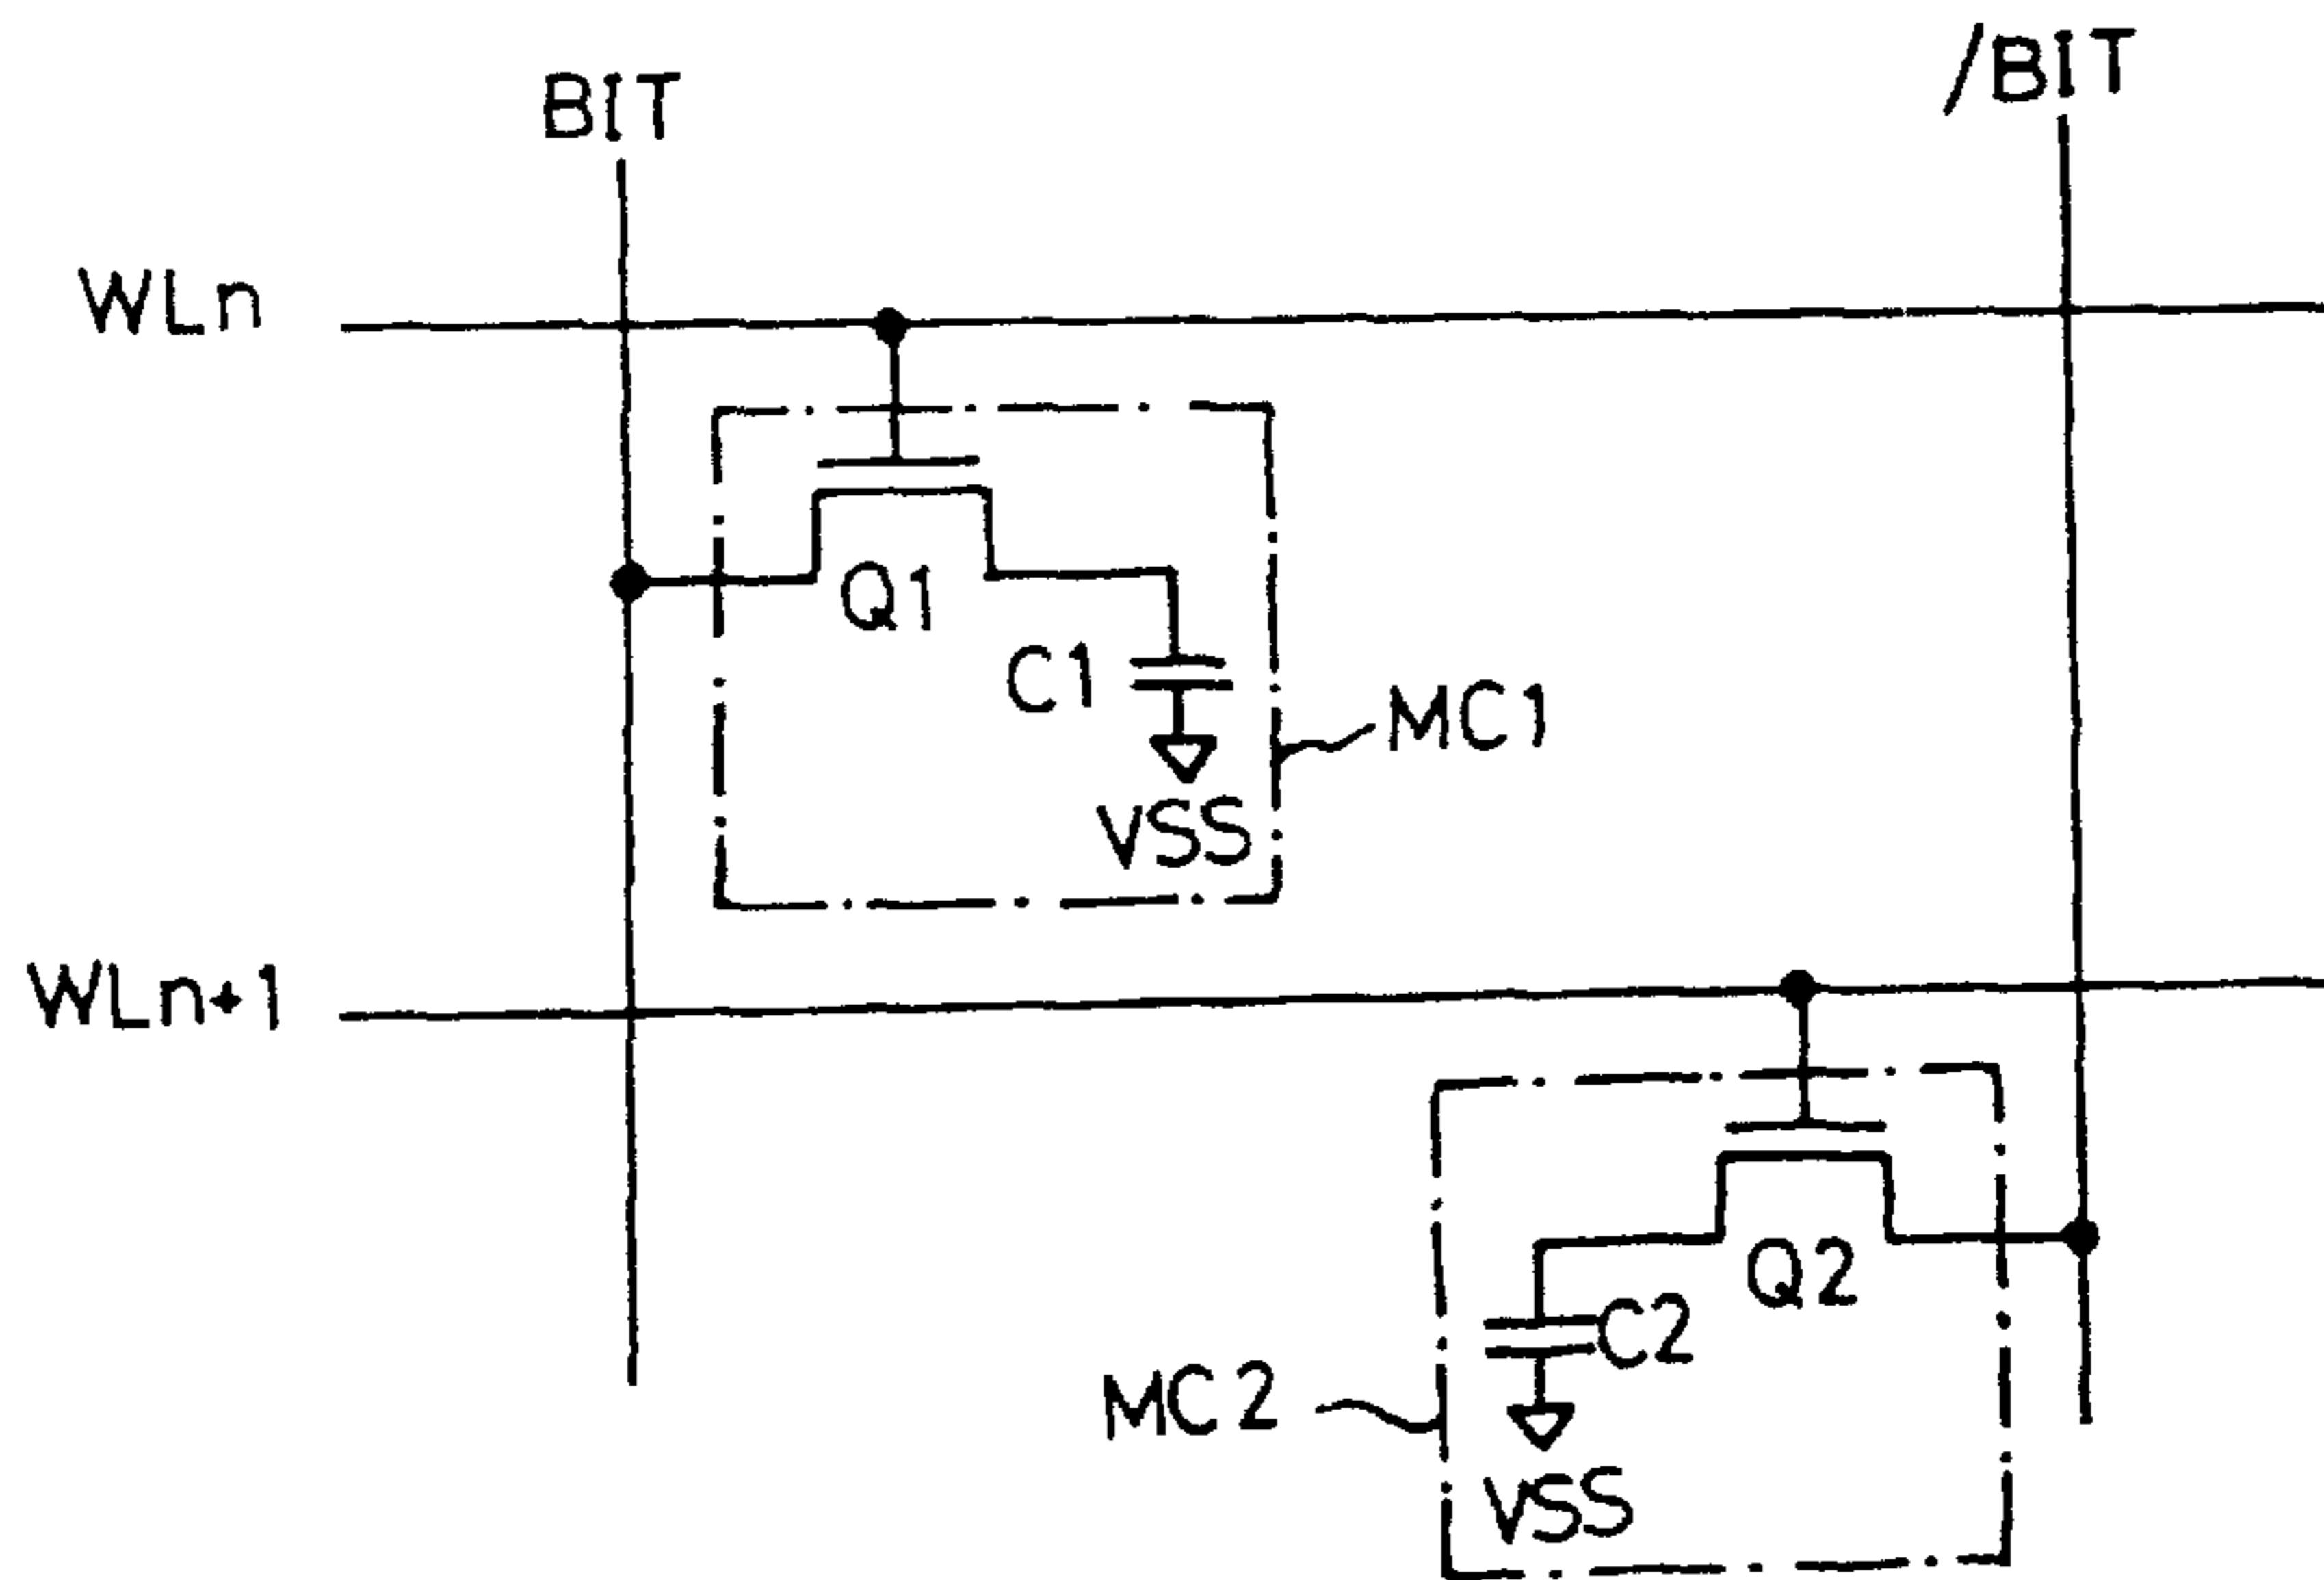 BIT
/BIT
WLn
Q1
C1
MC1
VSS
WLn+1
Q2
C2
MC2
VSS